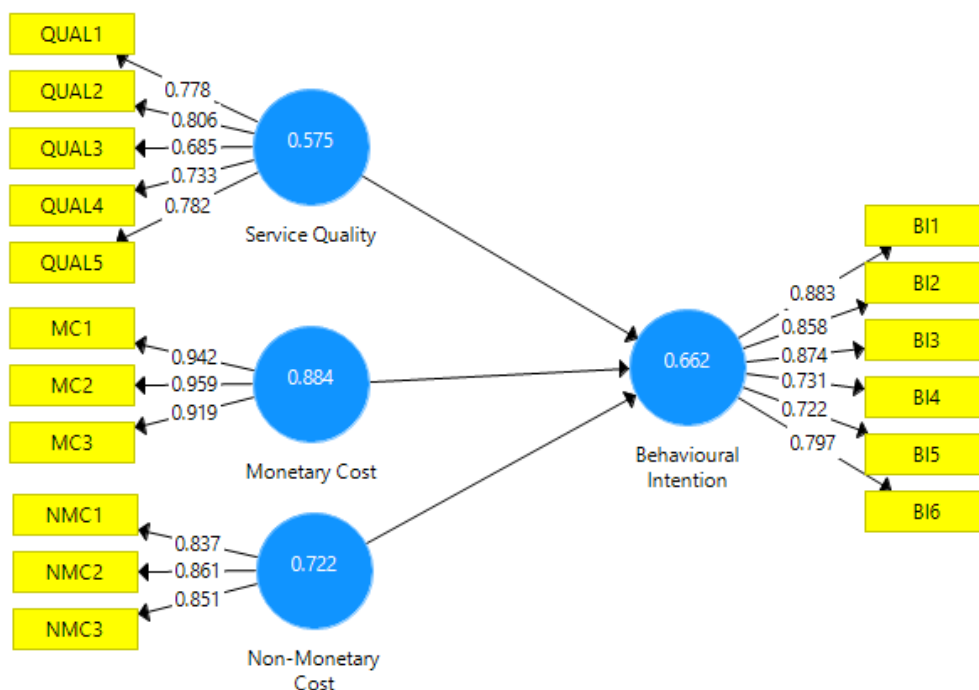 QUAL1
QUAL2
QUAL3
QUAL4
QUAL5
0.778
0.806
0.685
0.733
0.782
0.575
Service Quality
MC1
MC2
MC3
0.942
0.959
0.919
0.884
Monetary Cost
NMC1
NMC2
NMC3
0.837
0.861
0.851
0.722
Non-Monetary
Cost
0.662
Behavioural
Intention
0.883
0.858
0.874
0.731
0.722
0.797
BI1
BI2
BI3
BI4
BI5
BI6